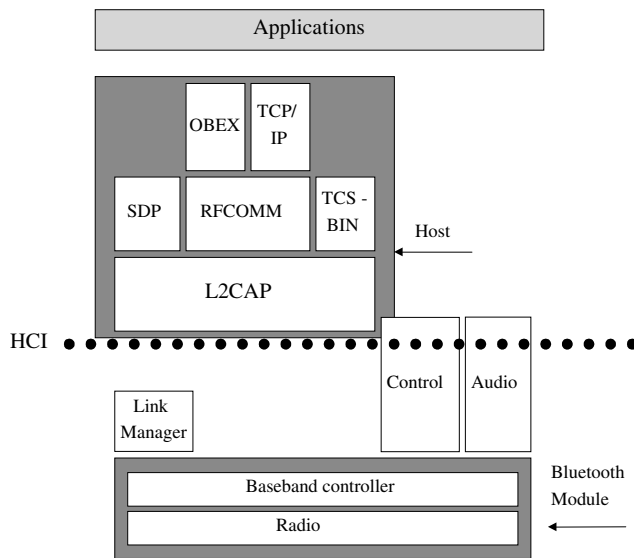 Applications
OBEX
TCP/
IP
SDP
RFCOMM
TCS -
BIN
Host
L2CAP
HCI
Control
Audio
Link
Manager
Baseband controller
Radio
Bluetooth
Module